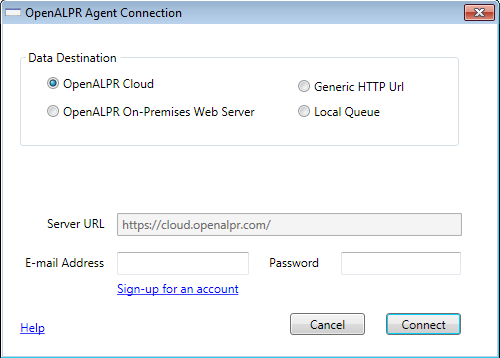 OpenALPR Agent Connection
Data Destination
OpenALPR Cloud
Generic HTTP Url
OpenALPR On-Premises Web Server
Local Queue
Server URL
https://cloud.openalpr.com/
E-mail Address
Password
Sign-up for an account
Help
Cancel
Connect